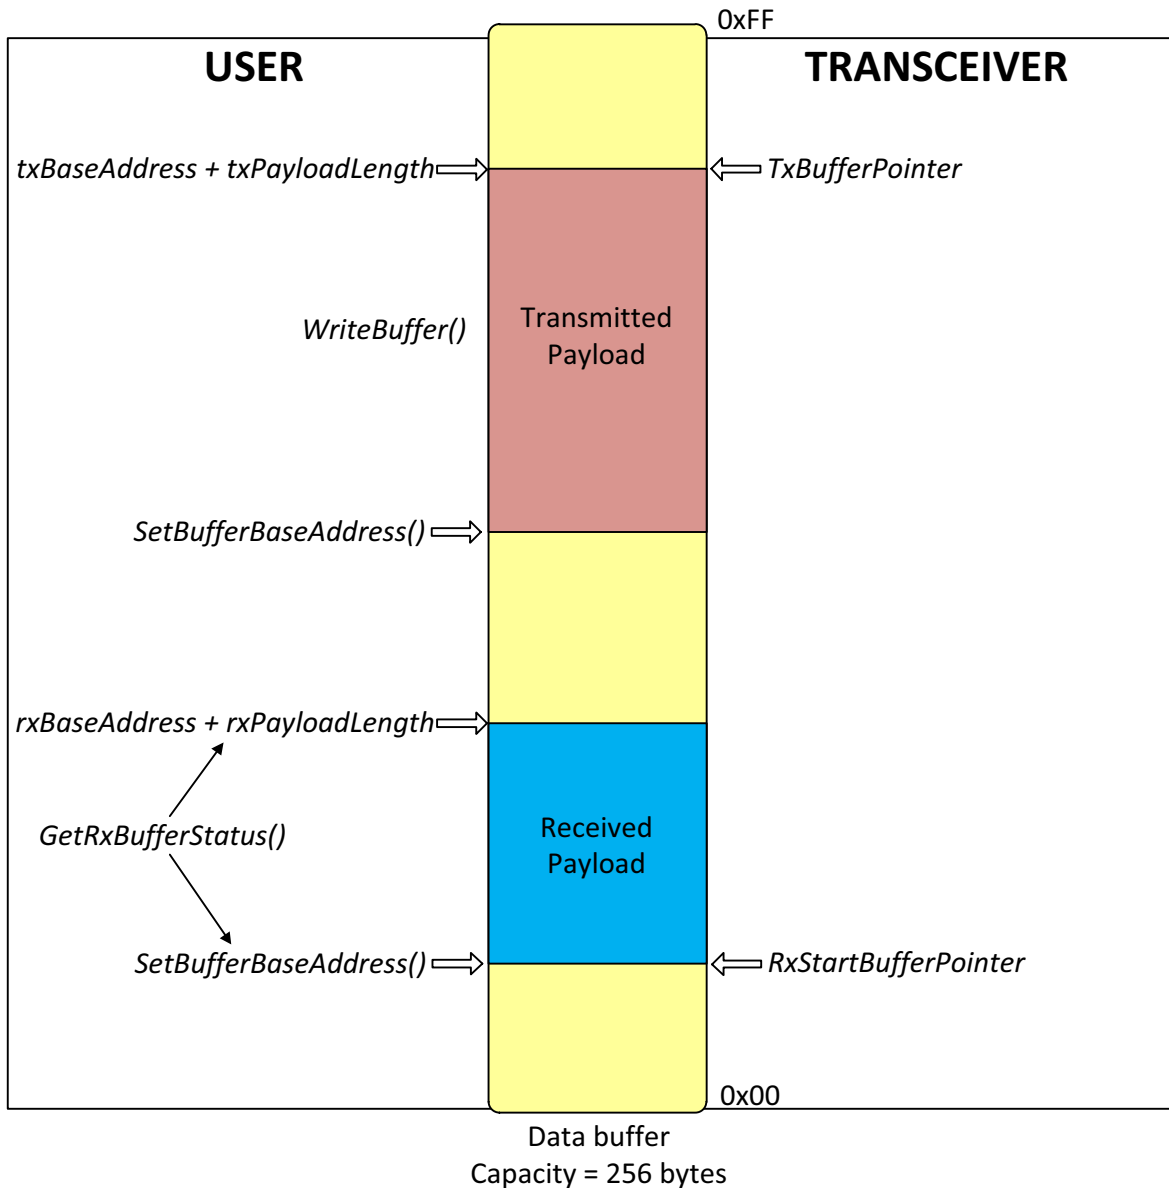 0xFF
USER
TRANSCEIVER
txBaseAddress + txPayloadLength
TxBufferPointer
WriteBuffer()
Transmitted
Payload
SetBufferBaseAddress()
rxBaseAddress + rxPayloadLength
GetRxBufferStatus()
Received
Payload
SetBufferBaseAddress()
RxStartBufferPointer
0x00
Data buffer
Capacity = 256 bytes